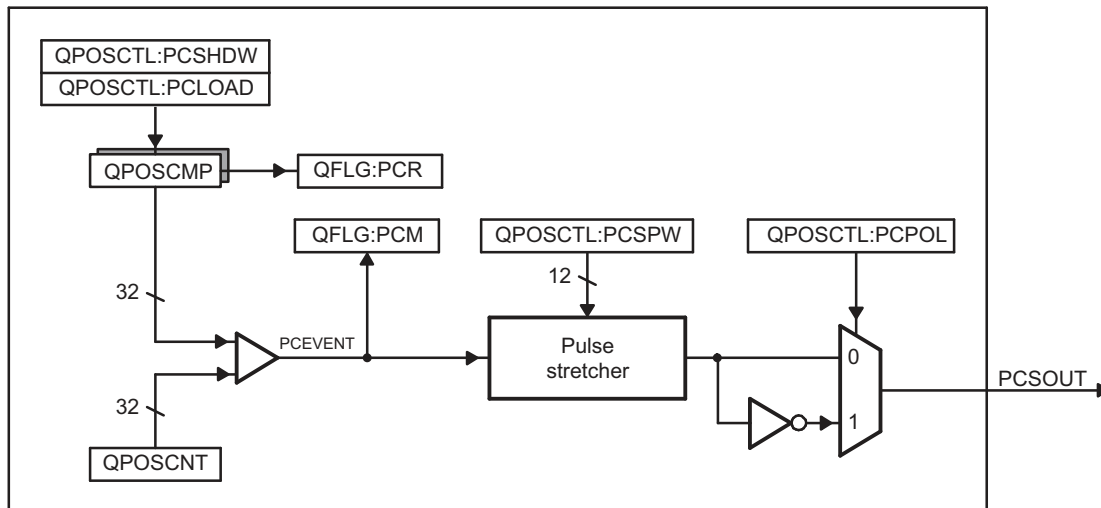 QPOSCTL:PCSHDW
QPOSCTL:PCLOAD
QPOSCMP
QFLG:PCR
QFLG:PCM
QPOSCTL:PCSPW
QPOSCTL:PCPOL
32
12
PCEVENT
Pulse
stretcher
0
PCSOUT
32
1
QPOSCNT